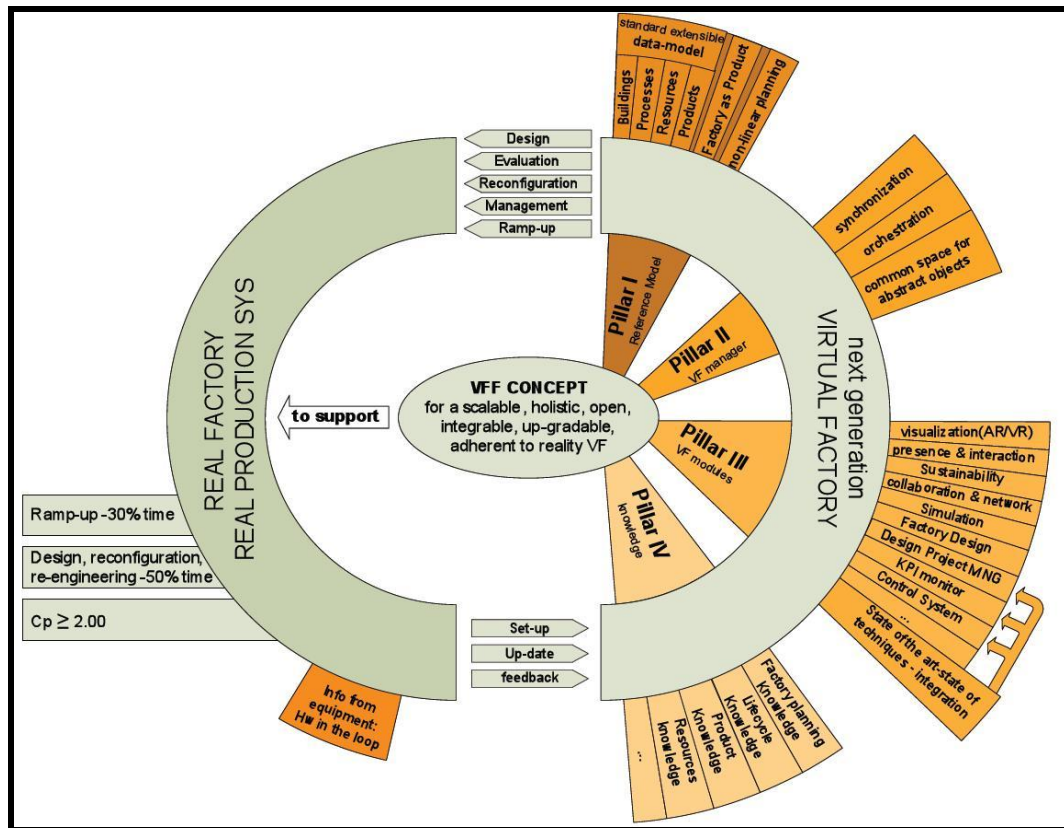 standard extensible
data-model
Buildings
Processes
Resources
Products
Factory as Product
non-linear planning
Design
Evaluation
Reconfiguration
Management
Ramp-up
synchronization
orchestration
common space for
abstract objects
Pillar I
Reference Model
Pillar II
VF manager
Pillar III
VF modules
Pillar IV
knowledge
REAL FACTORY
REAL PRODUCTION SYS
to support
VFF CONCEPT
for a scalable, holistic, open,
integrable, up-gradable,
adherent to reality VF
next generation
VIRTUAL FACTORY
visualization(AR/VR)
presence & interaction
Sustainability
collaboration & network
Simulation
Factory Design
Design Project MNG
KPI monitor
Control System
...
State of the art-state of
techniques - integration
Ramp-up -30% time
Design, reconfiguration,
re-engineering -50% time
Cp ≥ 2.00
Set-up
Up-date
feedback
Info from
equipment:
Hw in the loop
...
Resources
knowledge
Product
Knowledge
Lifecycle
Knowledge
Factory planning
Knowledge